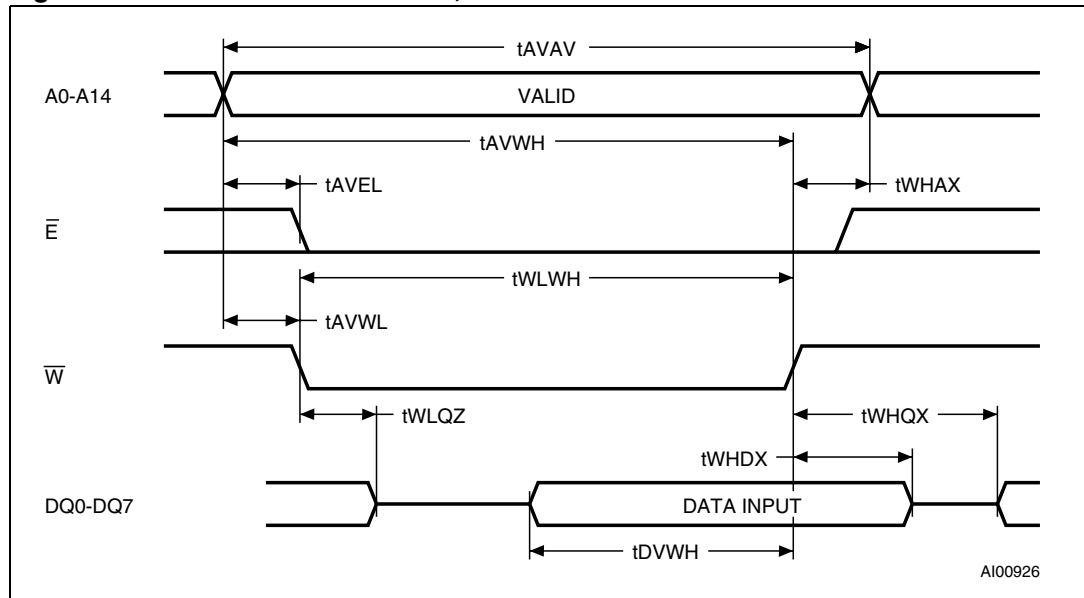 tAVAV
A0-A14
VALID
tAVWH
tAVEL
tWHAX
E̅
tWLWH
tAVWL
W̅
tWLQZ
tWHQX
tWHDX
DQ0-DQ7
DATA INPUT
tDVWH
AI00926